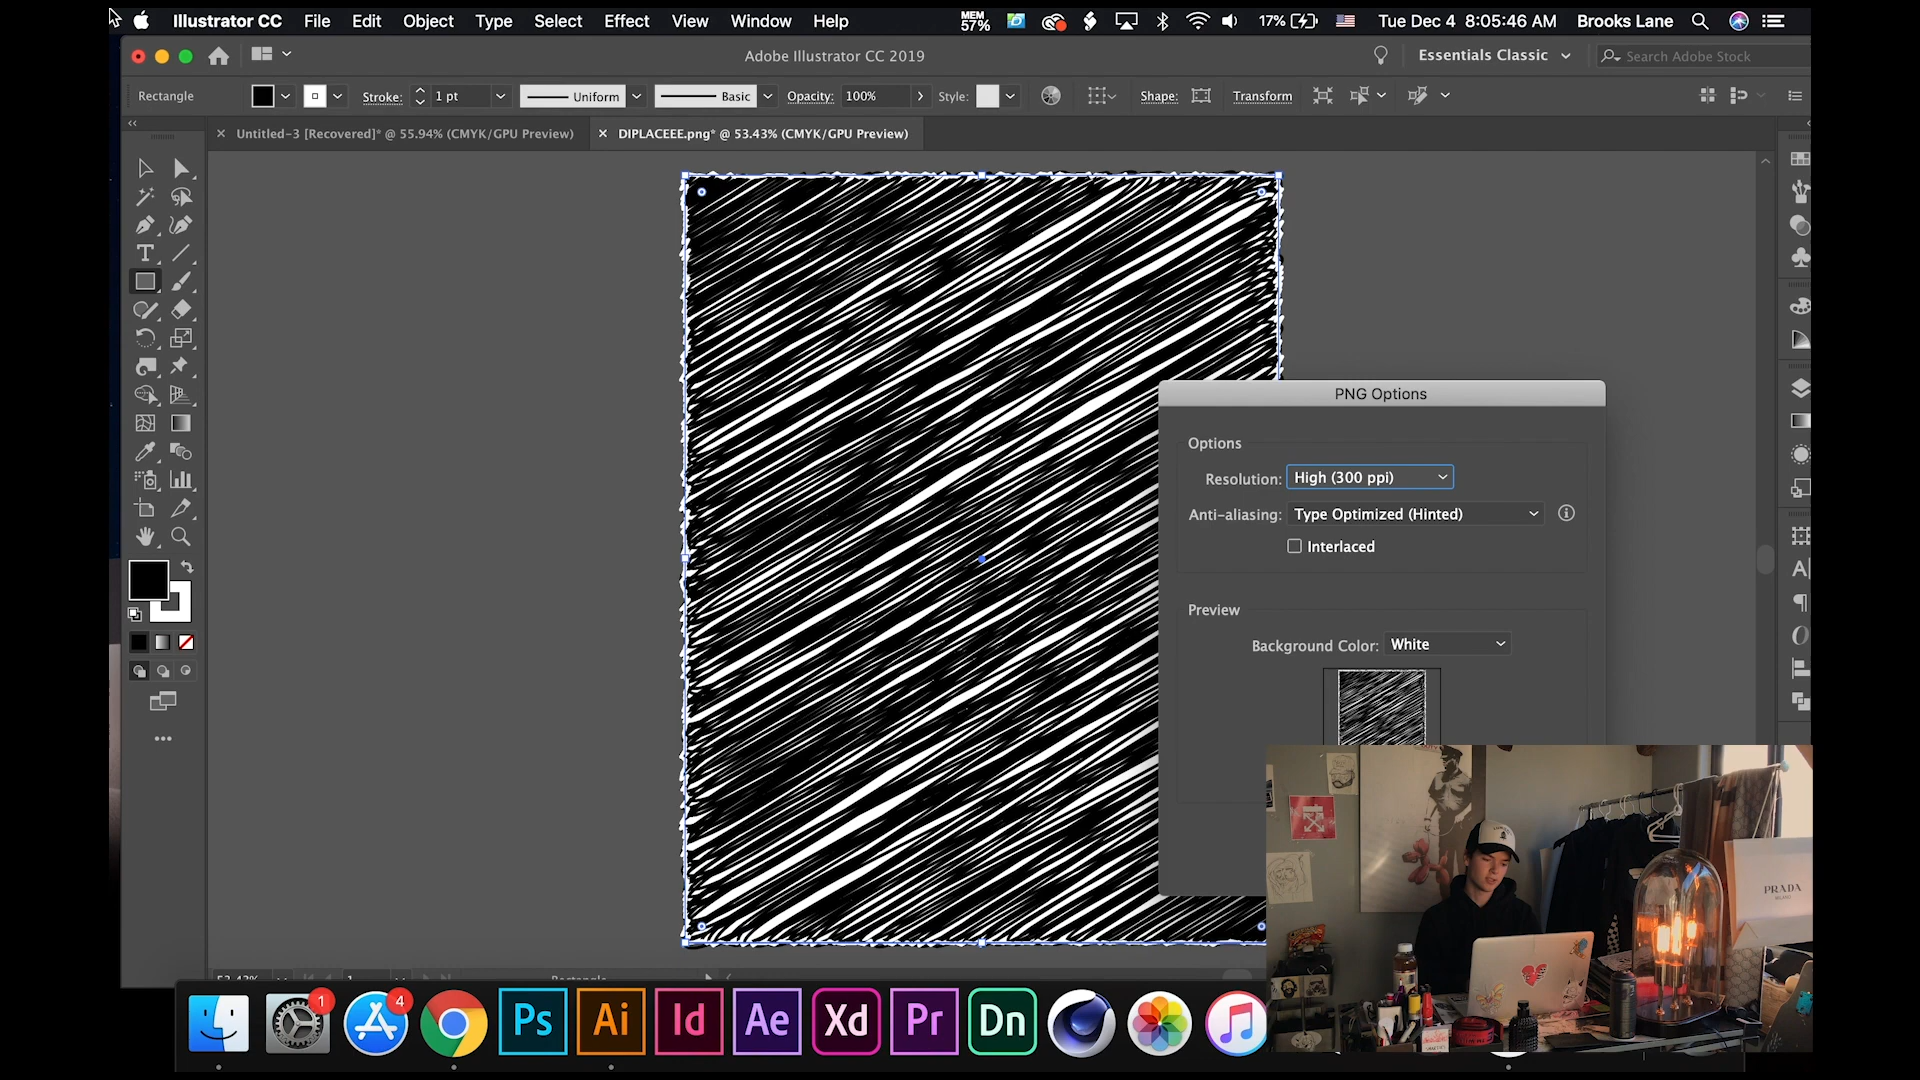 Illustrator CC File Edit Object Type Select Effect View Window Help
MEM 57% 17% Tue Dec 4 8:05:46 AM Brooks Lane
Adobe Illustrator CC 2019 Essentials Classic Search Adobe Stock
Rectangle Stroke: 1 pt Uniform Basic Opacity: 100% Style: Shape: Transform
Untitled-3 [Recovered]* @ 55.94% (CMYK/GPU Preview) DIPLACEEE.png* @ 53.43% (CMYK/GPU Preview)
PNG Options
Options
Resolution: High (300 ppi)
Anti-aliasing: Type Optimized (Hinted)
Interlaced
Preview
Background Color: White
PRADA
MILANO
1 4
Ps Ai Id Ae Xd Pr Dn